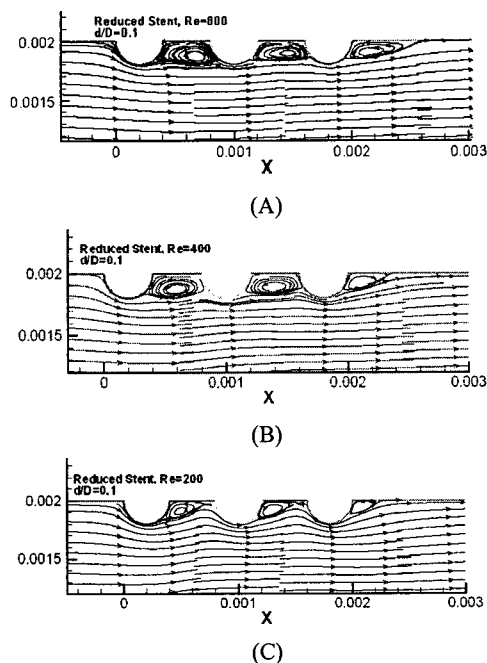 Reduced Stent, Re=800
d/D=0.1
0.002
0.0015
0 0.001 0.002 0.003
X
(A)
Reduced Stent, Re=400
d/D=0.1
0.002
0.0015
0 0.001 0.002 0.003
X
(B)
Reduced Stent, Re=200
d/D=0.1
0.002
0.0015
0 0.001 0.002 0.003
X
(C)